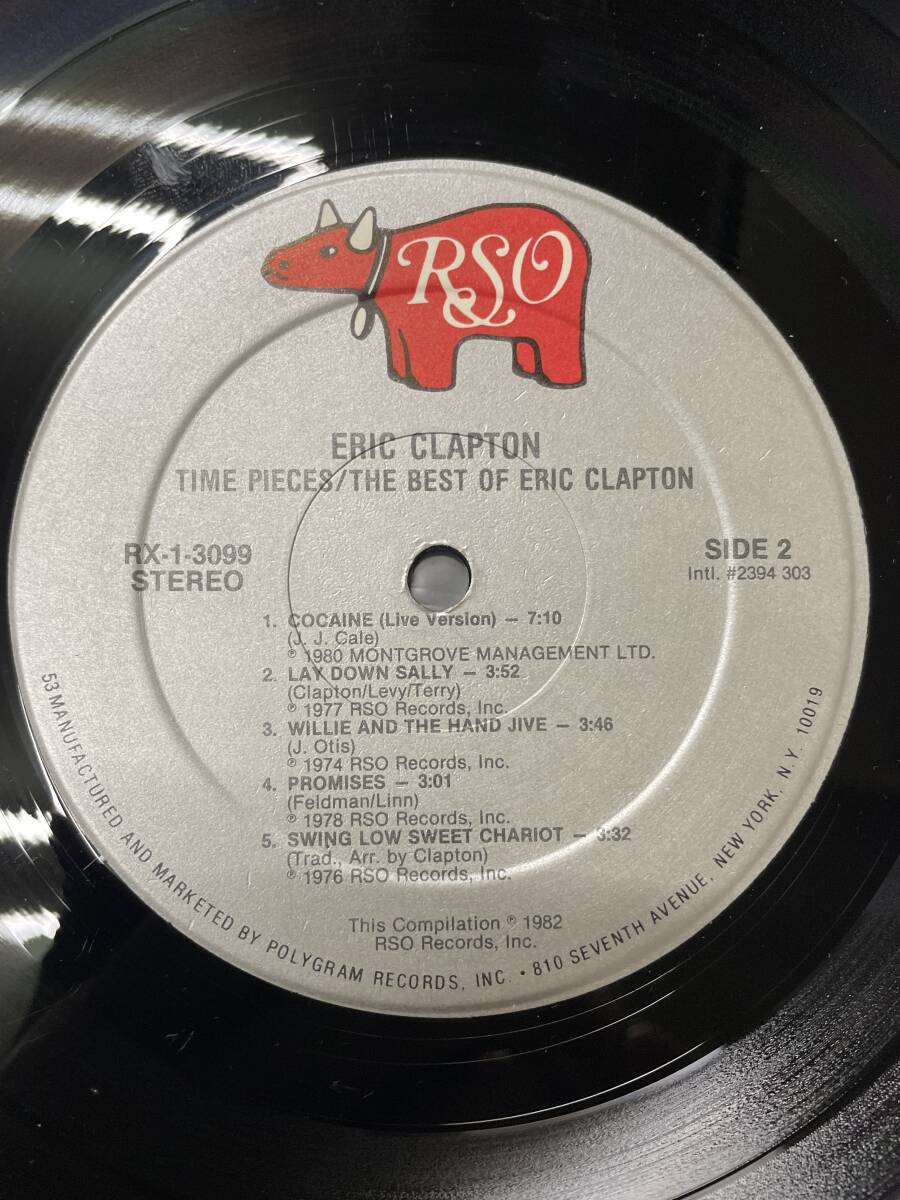 RSO
ERIC CLAPTON
TIME PIECES/THE BEST OF ERIC CLAPTON
RX-1-3099
STEREO
SIDE 2
Intl. #2394 303
1. COCAINE (Live Version) – 7:10
(J. J. Cale)
℗ 1980 MONTGROVE MANAGEMENT LTD.
2. LAY DOWN SALLY – 3:52
(Clapton/Levy/Terry)
℗ 1977 RSO Records, Inc.
3. WILLIE AND THE HAND JIVE – 3:46
(J. Otis)
℗ 1974 RSO Records, Inc.
4. PROMISES – 3:01
(Feldman/Linn)
℗ 1978 RSO Records, Inc.
5. SWING LOW SWEET CHARIOT – 3:32
(Trad., Arr. by Clapton)
℗ 1976 RSO Records, Inc.
This Compilation ℗ 1982
RSO Records, Inc.
53 MANUFACTURED AND MARKETED BY POLYGRAM RECORDS, INC. • 810 SEVENTH AVENUE, NEW YORK, N.Y. 10019